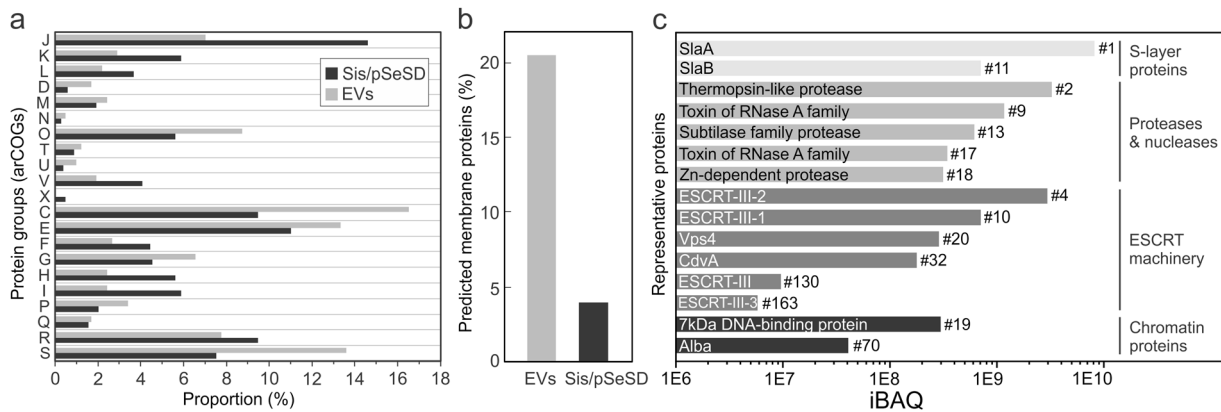 a
Protein groups (arCOGs)
J
K
L
D
M
N
O
T
U
V
X
C
E
F
G
H
I
P
Q
R
S
Sis/pSeSD
EVs
0 2 4 6 8 10 12 14 16 18
Proportion (%)
b
Predicted membrane proteins (%)
20
15
10
5
0
EVs Sis/pSeSD
c
Representative proteins
SlaA #1
SlaB #11
S-layer
proteins
Thermopsin-like protease #2
Toxin of RNase A family #9
Subtilase family protease #13
Toxin of RNase A family #17
Zn-dependent protease #18
Proteases
& nucleases
ESCRT-III-2 #4
ESCRT-III-1 #10
Vps4 #20
CdvA #32
ESCRT-III #130
ESCRT-III-3 #163
ESCRT
machinery
7kDa DNA-binding protein #19
Alba #70
Chromatin
proteins
1E6 1E7 1E8 1E9 1E10
iBAQ